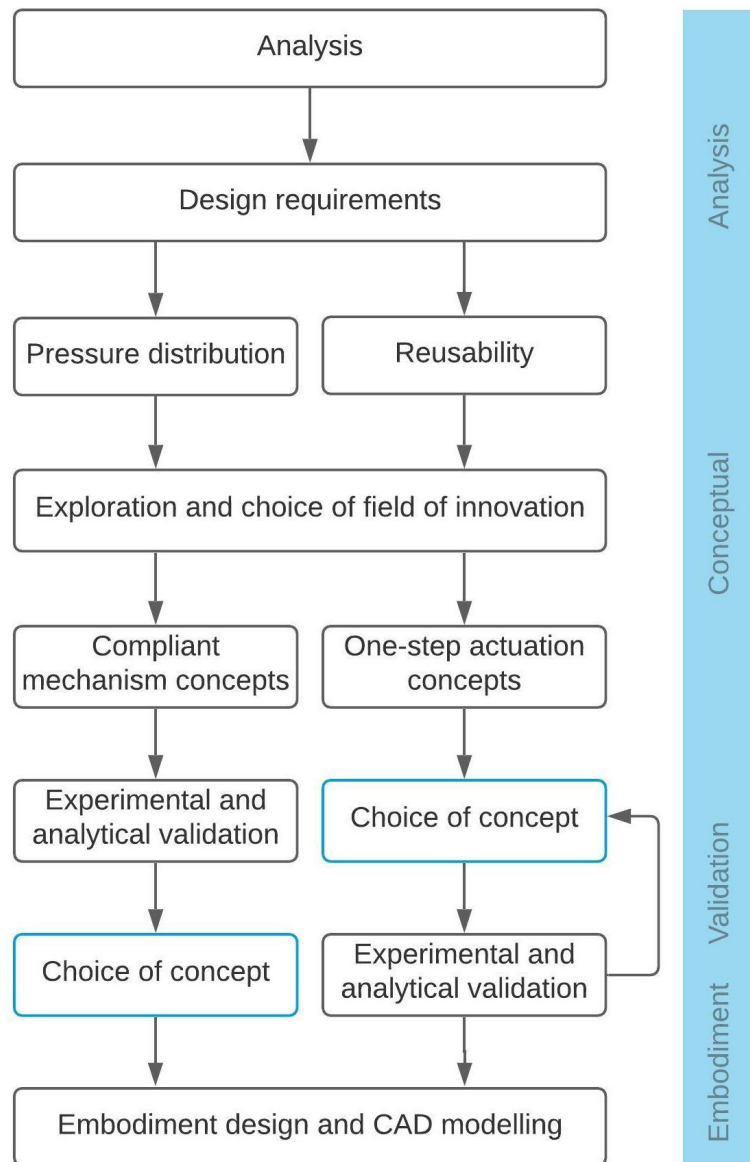 Analysis
Design requirements
Pressure distribution
Reusability
Exploration and choice of field of innovation
Compliant
mechanism concepts
One-step actuation
concepts
Experimental and
analytical validation
Choice of concept
Choice of concept
Experimental and
analytical validation
Embodiment design and CAD modelling
Analysis
Conceptual
Validation
Embodiment